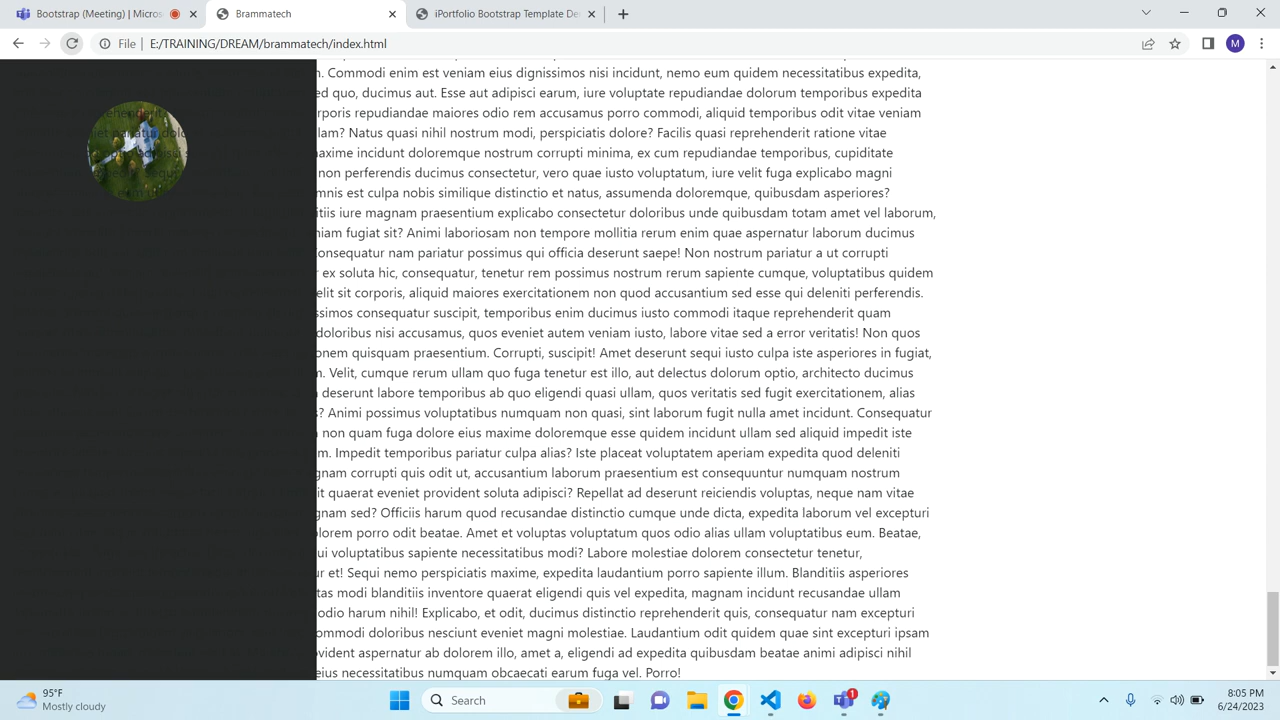 Bootstrap (Meeting) | Micros
Brammatech
iPortfolio Bootstrap Template De
File | E:/TRAINING/DREAM/brammatech/index.html
M
Commodi enim est veniam eius dignissimos nisi incidunt, nemo eum quidem necessitatibus expedita,
ed quo, ducimus aut. Esse aut adipisci earum, iure voluptate repudiandae dolorum temporibus expedita
rporis repudiandae maiores odio rem accusamus porro commodi, aliquid temporibus odit vitae veniam
llam? Natus quasi nihil nostrum modi, perspiciatis dolore? Facilis quasi reprehenderit ratione vitae
maxime incidunt doloremque nostrum corrupti minima, ex cum repudiandae temporibus, cupiditate
non perferendis ducimus consectetur, vero quae iusto voluptatum, iure velit fuga explicabo magni
mnis est culpa nobis similique distinctio et natus, assumenda doloremque, quibusdam asperiores?
itiis iure magnam praesentium explicabo consectetur doloribus unde quibusdam totam amet vel laborum,
niam fugiat sit? Animi laboriosam non tempore mollitia rerum enim quae aspernatur laborum ducimus
onsequatur nam pariatur possimus qui officia deserunt saepe! Non nostrum pariatur a ut corrupti
r ex soluta hic, consequatur, tenetur rem possimus nostrum rerum sapiente cumque, voluptatibus quidem
elit sit corporis, aliquid maiores exercitationem non quod accusantium sed esse qui deleniti perferendis.
ssimos consequatur suscipit, temporibus enim ducimus iusto commodi itaque reprehenderit quam
doloribus nisi accusamus, quos eveniet autem veniam iusto, labore vitae sed a error veritatis! Non quos
onem quisquam praesentium. Corrupti, suscipit! Amet deserunt sequi iusto culpa iste asperiores in fugiat,
m. Velit, cumque rerum ullam quo fuga tenetur est illo, aut delectus dolorum optio, architecto ducimus
deserunt labore temporibus ab quo eligendi quasi ullam, quos veritatis sed fugit exercitationem, alias
s? Animi possimus voluptatibus numquam non quasi, sint laborum fugit nulla amet incidunt. Consequatur
non quam fuga dolore eius maxime doloremque esse quidem incidunt ullam sed aliquid impedit iste
m. Impedit temporibus pariatur culpa alias? Iste placeat voluptatem aperiam expedita quod deleniti
gnam corrupti quis odit ut, accusantium laborum praesentium est consequuntur numquam nostrum
it quaerat eveniet provident soluta adipisci? Repellat ad deserunt reiciendis voluptas, neque nam vitae
gnam sed? Officiis harum quod recusandae distinctio cumque unde dicta, expedita laborum vel excepturi
olorem porro odit beatae. Amet et voluptas voluptatum quos odio alias ullam voluptatibus eum. Beatae,
ui voluptatibus sapiente necessitatibus modi? Labore molestiae dolorem consectetur tenetur,
ur et! Sequi nemo perspiciatis maxime, expedita laudantium porro sapiente illum. Blanditiis asperiores
tas modi blanditiis inventore quaerat eligendi quis vel expedita, magnam incidunt recusandae ullam
odio harum nihil! Explicabo, et odit, ducimus distinctio reprehenderit quis, consequatur nam excepturi
ommodi doloribus nesciunt eveniet magni molestiae. Laudantium odit quidem quae sint excepturi ipsam
ovident aspernatur ab dolorem illo, amet a, eligendi ad expedita quibusdam beatae animi adipisci nihil
eius necessitatibus numquam obcaecati earum fuga vel. Porro!
95°F
Mostly cloudy
Search
1
8:05 PM
6/24/2023